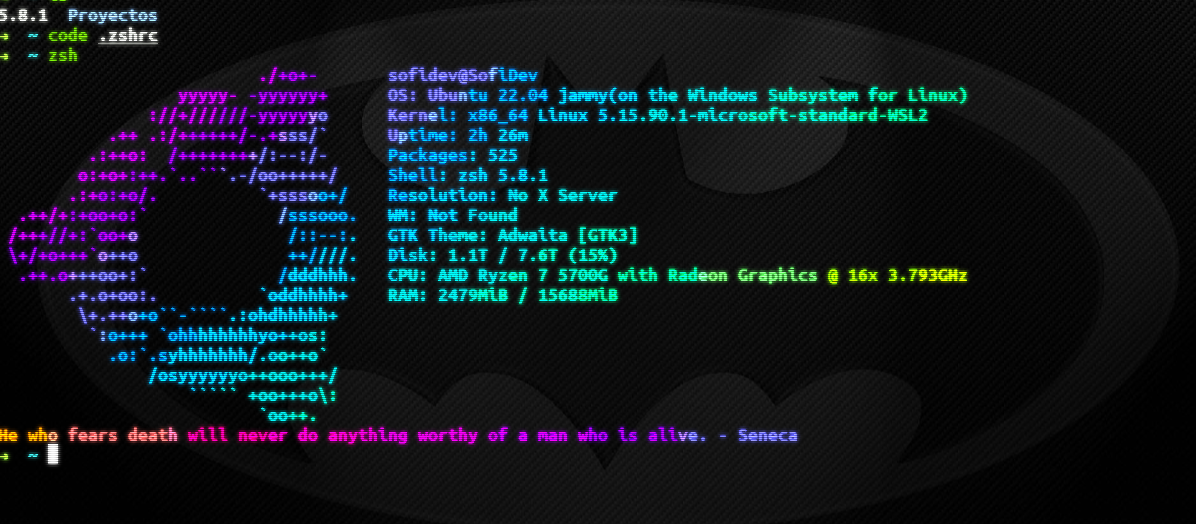 5.8.1  Proyectos
→  ~ code .zshrc
→  ~ zsh
                          ./+o+-       sofidev@SofiDev
                  yyyyy- -yyyyyy+      OS: Ubuntu 22.04 jammy(on the Windows Subsystem for Linux)
               ://+//////-yyyyyyo      Kernel: x86_64 Linux 5.15.90.1-microsoft-standard-WSL2
           .++ .:/++++++/-.+sss/`      Uptime: 2h 26m
         .:++o:  /++++++++/:--:/-      Packages: 525
        o:+o+:++.`..```.-/oo+++++/     Shell: zsh 5.8.1
       .:+o:+o/.          `+sssoo+/    Resolution: No X Server
  .++/+:+oo+o:`             /sssooo.   WM: Not Found
 /+++//+:`oo+o               /::--:.   GTK Theme: Adwaita [GTK3]
 \+/+o+++`o++o               ++////.   Disk: 1.1T / 7.6T (15%)
  .++.o+++oo+:`             /dddhhh.   CPU: AMD Ryzen 7 5700G with Radeon Graphics @ 16x 3.793GHz
       .+.o+oo:.          `oddhhhh+    RAM: 2479MiB / 15688MiB
        \+.++o+o``-````.:ohdhhhhh+
         `:o+++ `ohhhhhhhhyo++os:
           .o:`.syhhhhhhh/.oo++o`
               /osyyyyyyo++ooo+++/
                   ````` +oo+++o\:
                          `oo++.
He who fears death will never do anything worthy of a man who is alive. - Seneca
→  ~